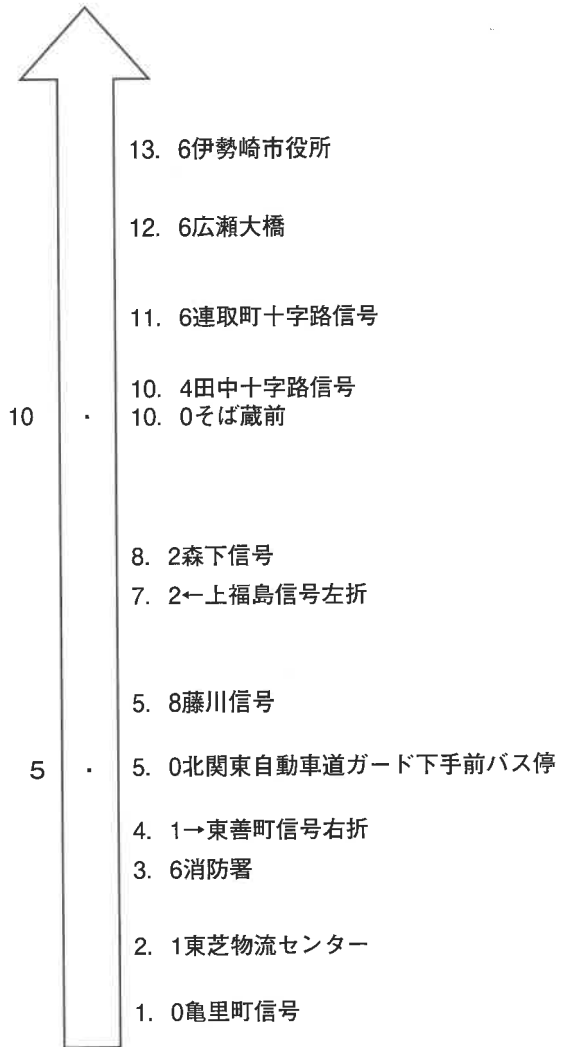 13. 6伊勢崎市役所
12. 6広瀬大橋
11. 6連取町十字路信号
10. 4田中十字路信号
10 ・ 10. 0そば蔵前
8. 2森下信号
7. 2←上福島信号左折
5. 8藤川信号
5 ・ 5. 0北関東自動車道ガード下手前バス停
4. 1→東善町信号右折
3. 6消防署
2. 1東芝物流センター
1. 0亀里町信号